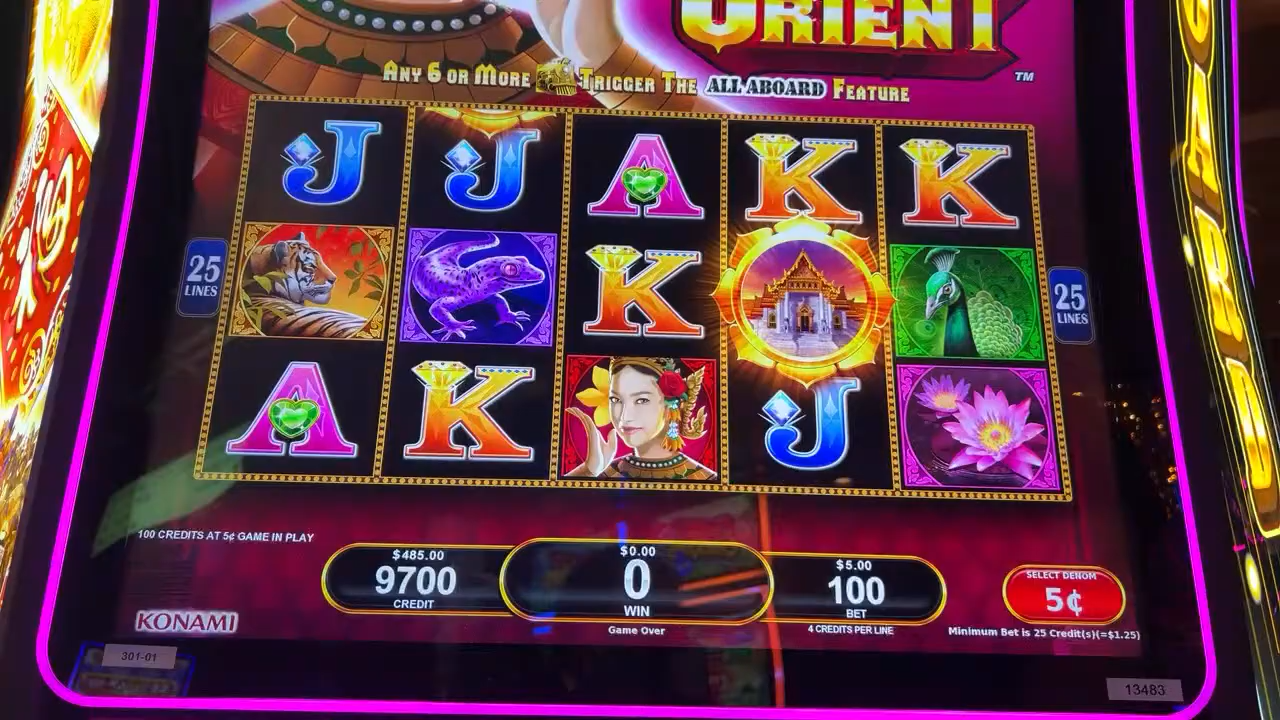 ORIENT
TM
ANY 6 OR MORE TRIGGER THE ALL ABOARD FEATURE
J J A K K
25 LINES
K
25 LINES
A K J
100 CREDITS AT 5¢ GAME IN PLAY
$485.00
9700
CREDIT
$0.00
0
WIN
Game Over
$5.00
100
BET
4 CREDITS PER LINE
SELECT DENOM
5¢
Minimum Bet is 25 Credit(s)(=$1.25)
KONAMI
301-01
13483